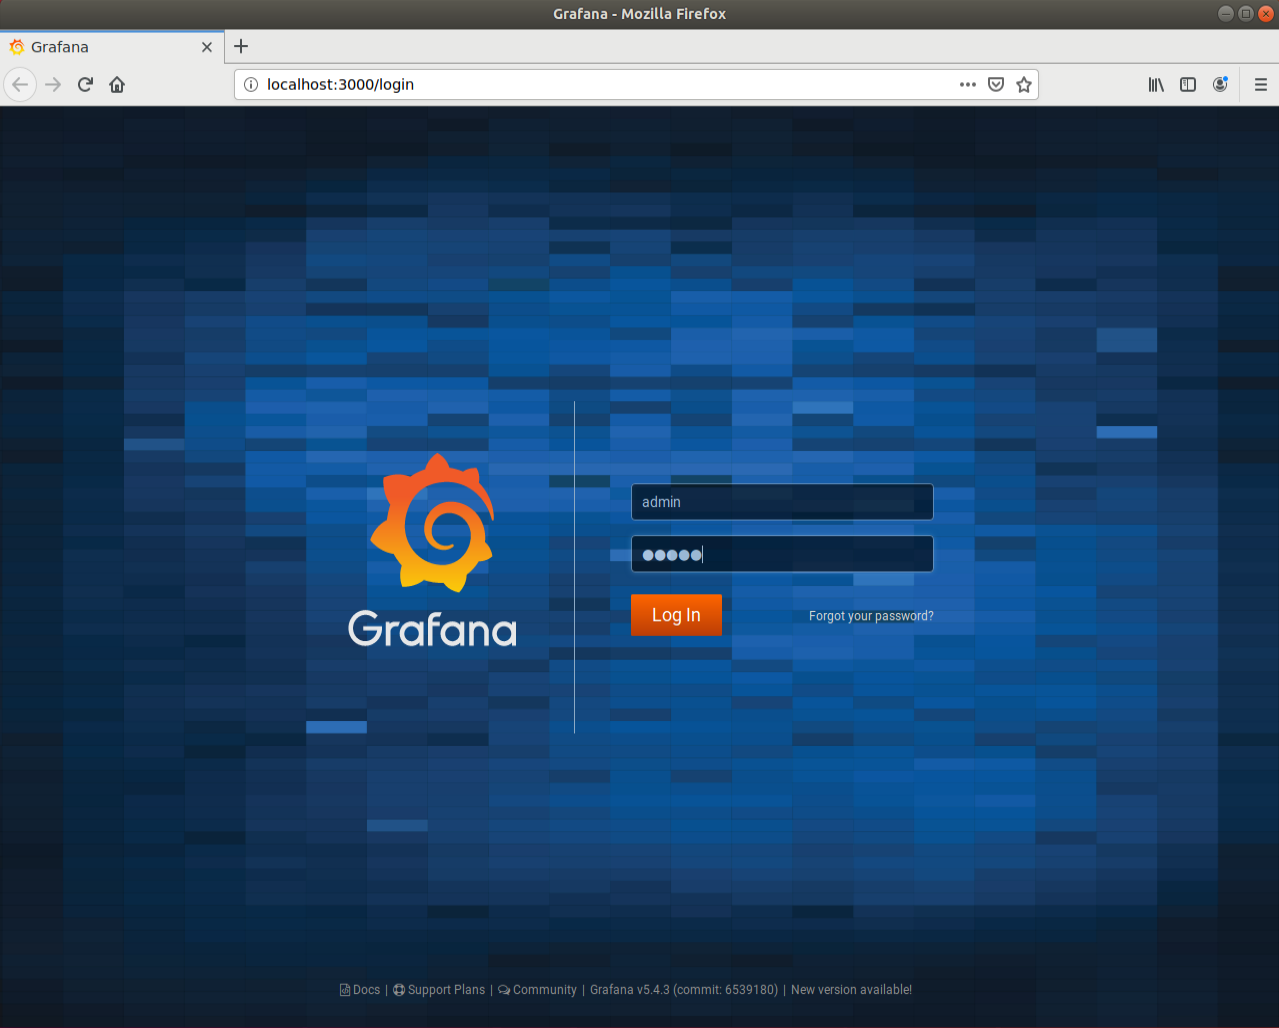 Grafana - Mozilla Firefox
Grafana
localhost:3000/login
admin
●●●●●
Log In
Forgot your password?
Grafana
Docs | Support Plans | Community | Grafana v5.4.3 (commit: 6539180) | New version available!